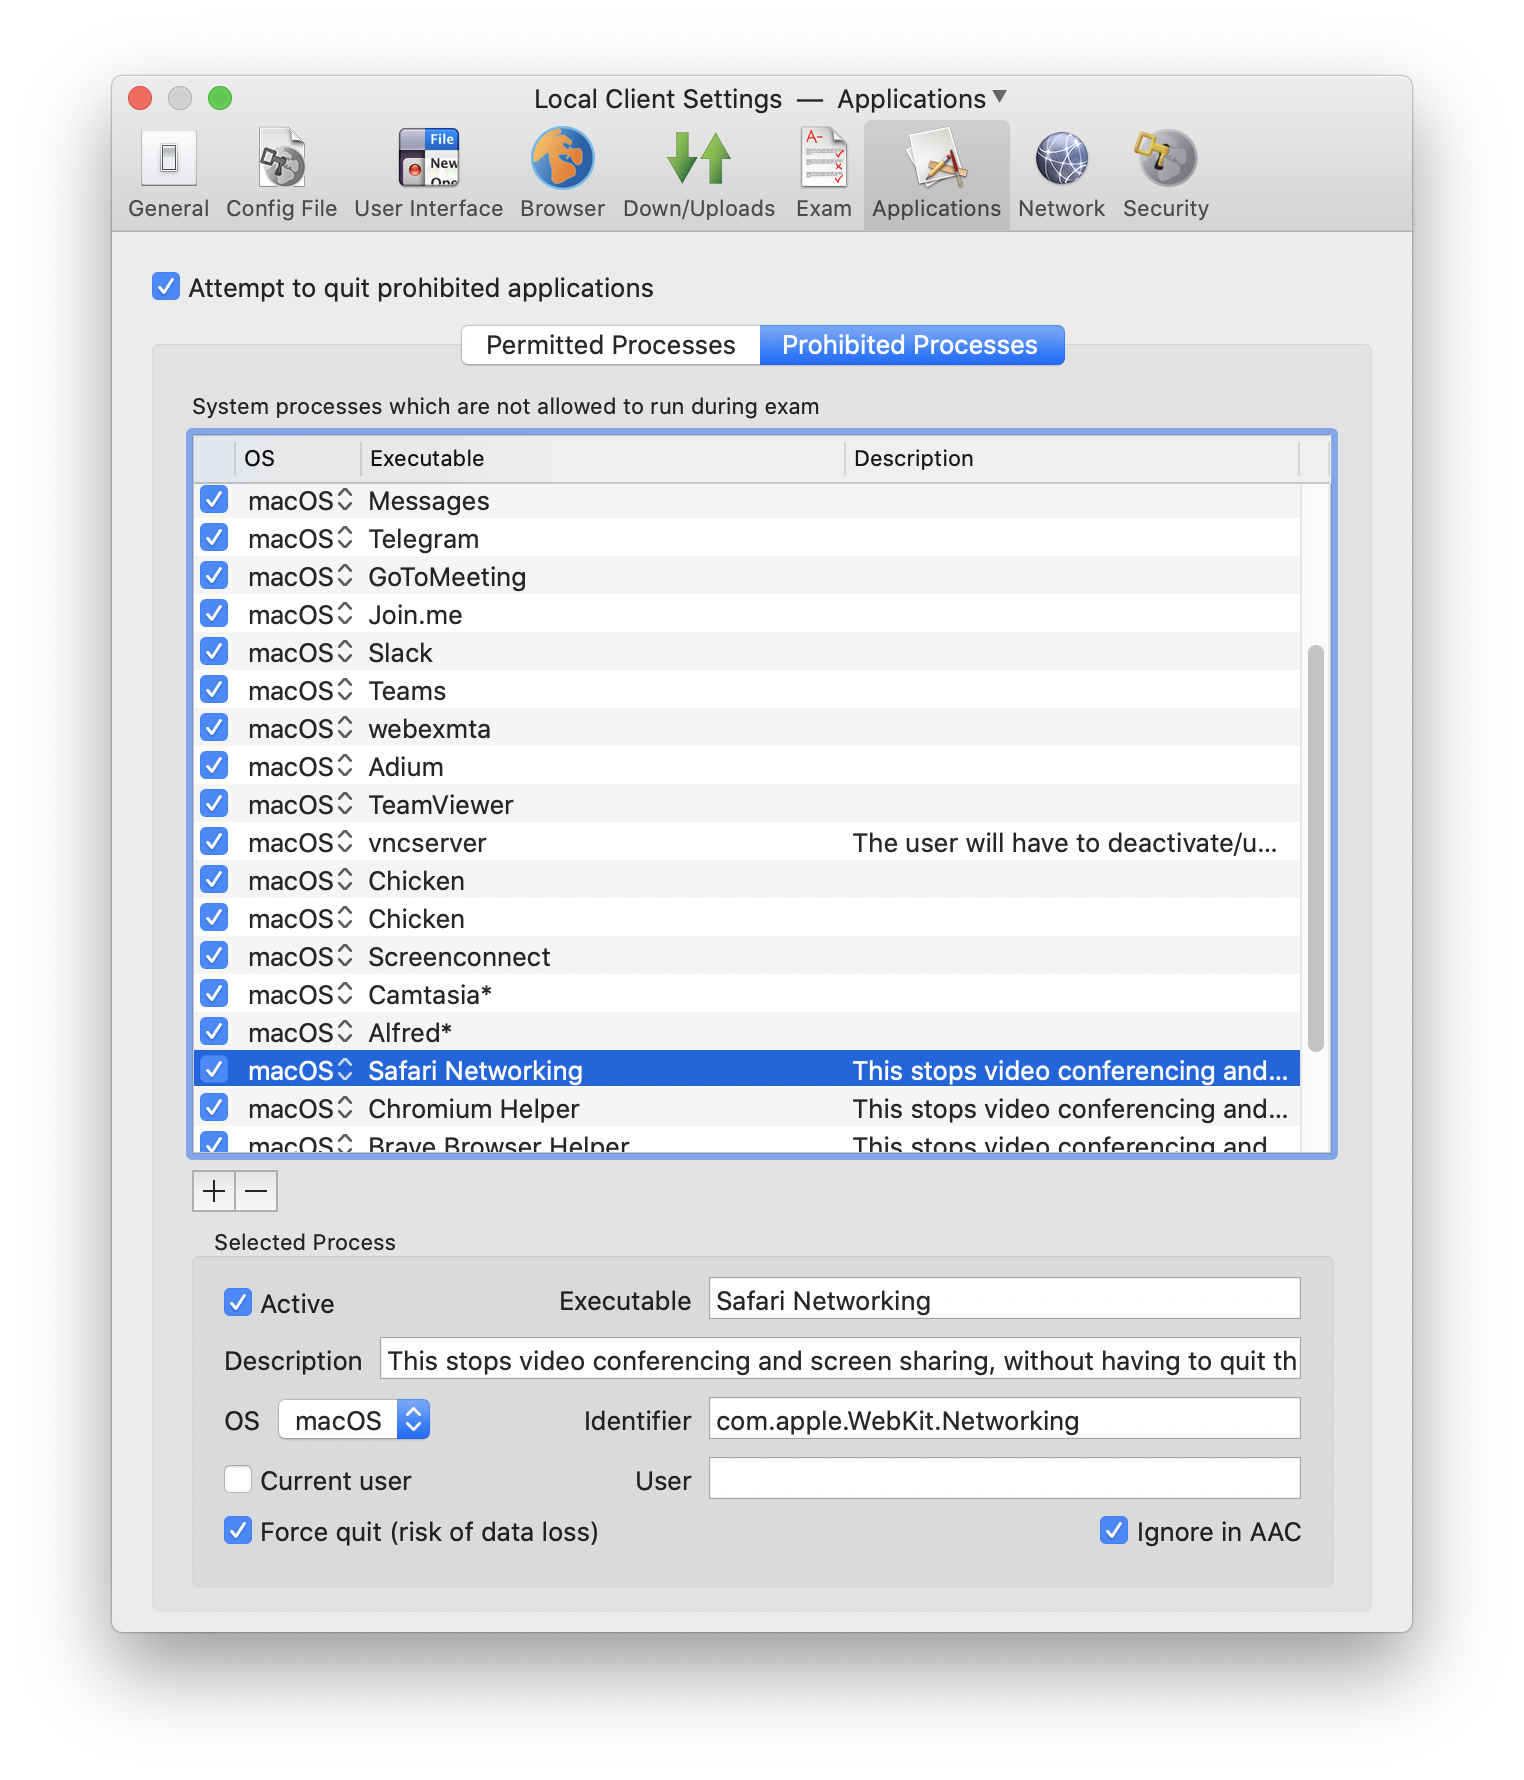 Local Client Settings — Applications
File
New
One
A-
General Config File User Interface Browser Down/Uploads Exam Applications Network Security
Attempt to quit prohibited applications
Permitted Processes Prohibited Processes
System processes which are not allowed to run during exam
OS Executable Description
macOS Messages
macOS Telegram
macOS GoToMeeting
macOS Join.me
macOS Slack
macOS Teams
macOS webexmta
macOS Adium
macOS TeamViewer
macOS vncserver The user will have to deactivate/u...
macOS Chicken
macOS Chicken
macOS Screenconnect
macOS Camtasia*
macOS Alfred*
macOS Safari Networking This stops video conferencing and...
macOS Chromium Helper This stops video conferencing and...
macOS Brave Browser Helper This stops video conferencing and
Selected Process
Active Executable Safari Networking
Description This stops video conferencing and screen sharing, without having to quit th
OS macOS Identifier com.apple.WebKit.Networking
Current user User
Force quit (risk of data loss) Ignore in AAC